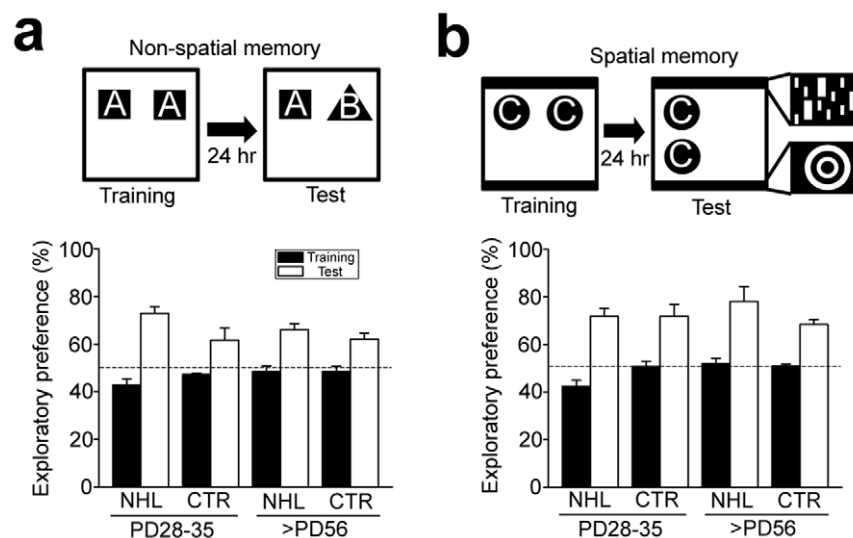 a
Non-spatial memory
A A A B
24 hr
Training Test
Exploratory preference (%)
100
80
60
40
20
0
Training
Test
NHL CTR NHL CTR
PD28-35 >PD56
b
Spatial memory
C C C
C
24 hr
Training Test
Exploratory preference (%)
100
80
60
40
20
0
NHL CTR NHL CTR
PD28-35 >PD56